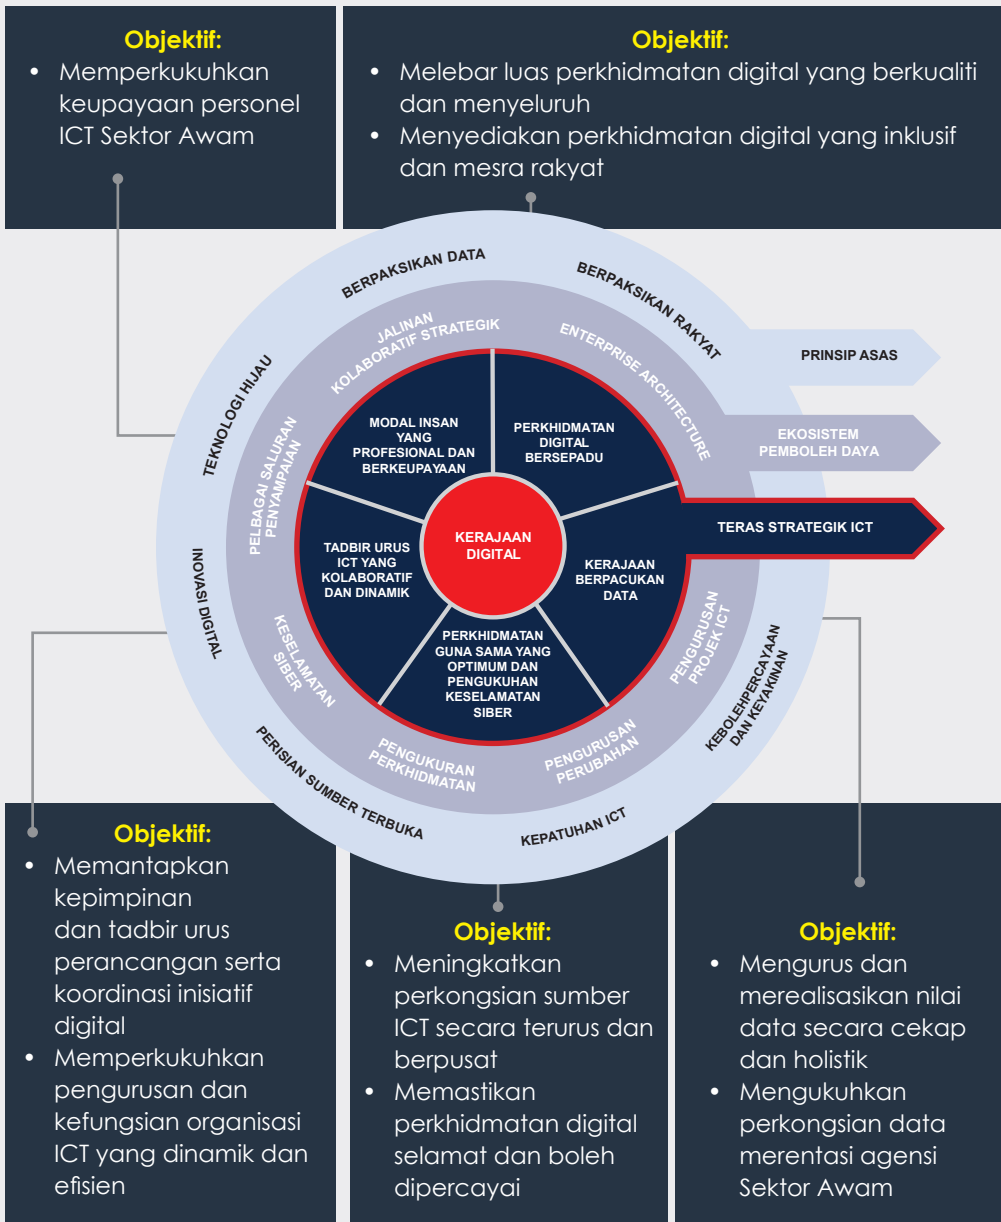 Objektif:
• Memperkukuhkan
keupayaan personel
ICT Sektor Awam
Objektif:
• Melebar luas perkhidmatan digital yang berkualiti
dan menyeluruh
• Menyediakan perkhidmatan digital yang inklusif
dan mesra rakyat
BERPAKSIKAN DATA
BERPAKSIKAN RAKYAT
TEKNOLOGI HIJAU
INOVASI DIGITAL
PERISIAN SUMBER TERBUKA
KEPATUHAN ICT
KEBOLEHPERCAYAAN
DAN KEYAKINAN
JALINAN
KOLABORATIF STRATEGIK
ENTERPRISE ARCHITECTURE
PELBAGAI SALURAN
PENYAMPAIAN
KESELAMATAN
SIBER
PENGUKURAN
PERKHIDMATAN
PENGURUSAN
PERUBAHAN
PENGURUSAN
PROJEK ICT
PRINSIP ASAS
EKOSISTEM
PEMBOLEH DAYA
TERAS STRATEGIK ICT
MODAL INSAN
YANG
PROFESIONAL DAN
BERKEUPAYAAN
PERKHIDMATAN
DIGITAL
BERSEPADU
TADBIR URUS
ICT YANG
KOLABORATIF
DAN DINAMIK
KERAJAAN
DIGITAL
KERAJAAN
BERPACUKAN
DATA
PERKHIDMATAN
GUNA SAMA YANG
OPTIMUM DAN
PENGUKUHAN
KESELAMATAN
SIBER
Objektif:
• Memantapkan
kepimpinan
dan tadbir urus
perancangan serta
koordinasi inisiatif
digital
• Memperkukuhkan
pengurusan dan
kefungsian organisasi
ICT yang dinamik dan
efisien
Objektif:
• Meningkatkan
perkongsian sumber
ICT secara terurus dan
berpusat
• Memastikan
perkhidmatan digital
selamat dan boleh
dipercayai
Objektif:
• Mengurus dan
merealisasikan nilai
data secara cekap
dan holistik
• Mengukuhkan
perkongsian data
merentasi agensi
Sektor Awam